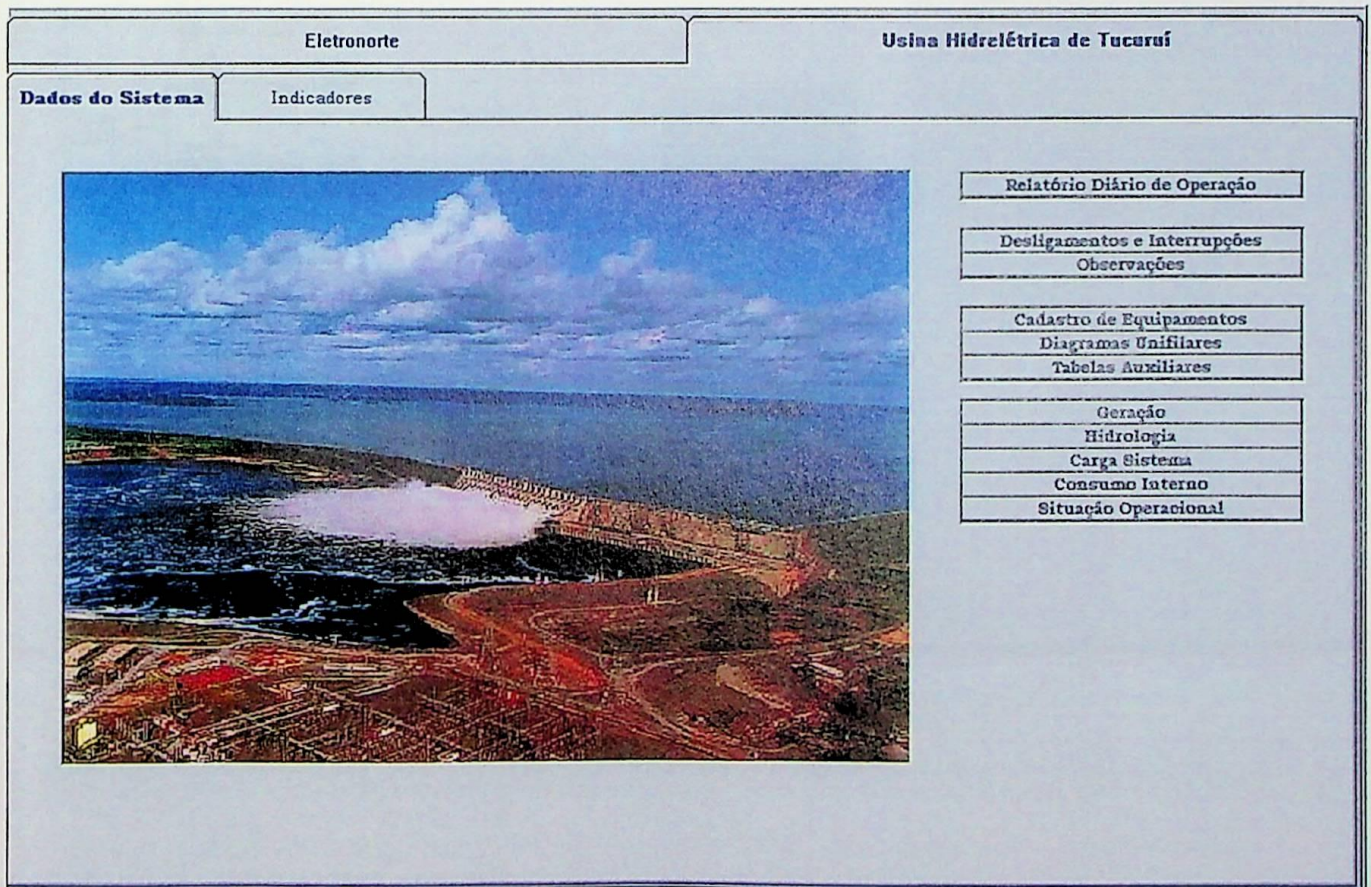 Eletronorte
Usina Hidrelétrica de Tucuruí
Dados do Sistema
Indicadores
Relatório Diário de Operação
Desligamentos e Interrupções
Observações
Cadastro de Equipamentos
Diagramas Unifilares
Tabelas Auxiliares
Geração
Hidrologia
Carga Sistema
Consumo Interno
Situação Operacional